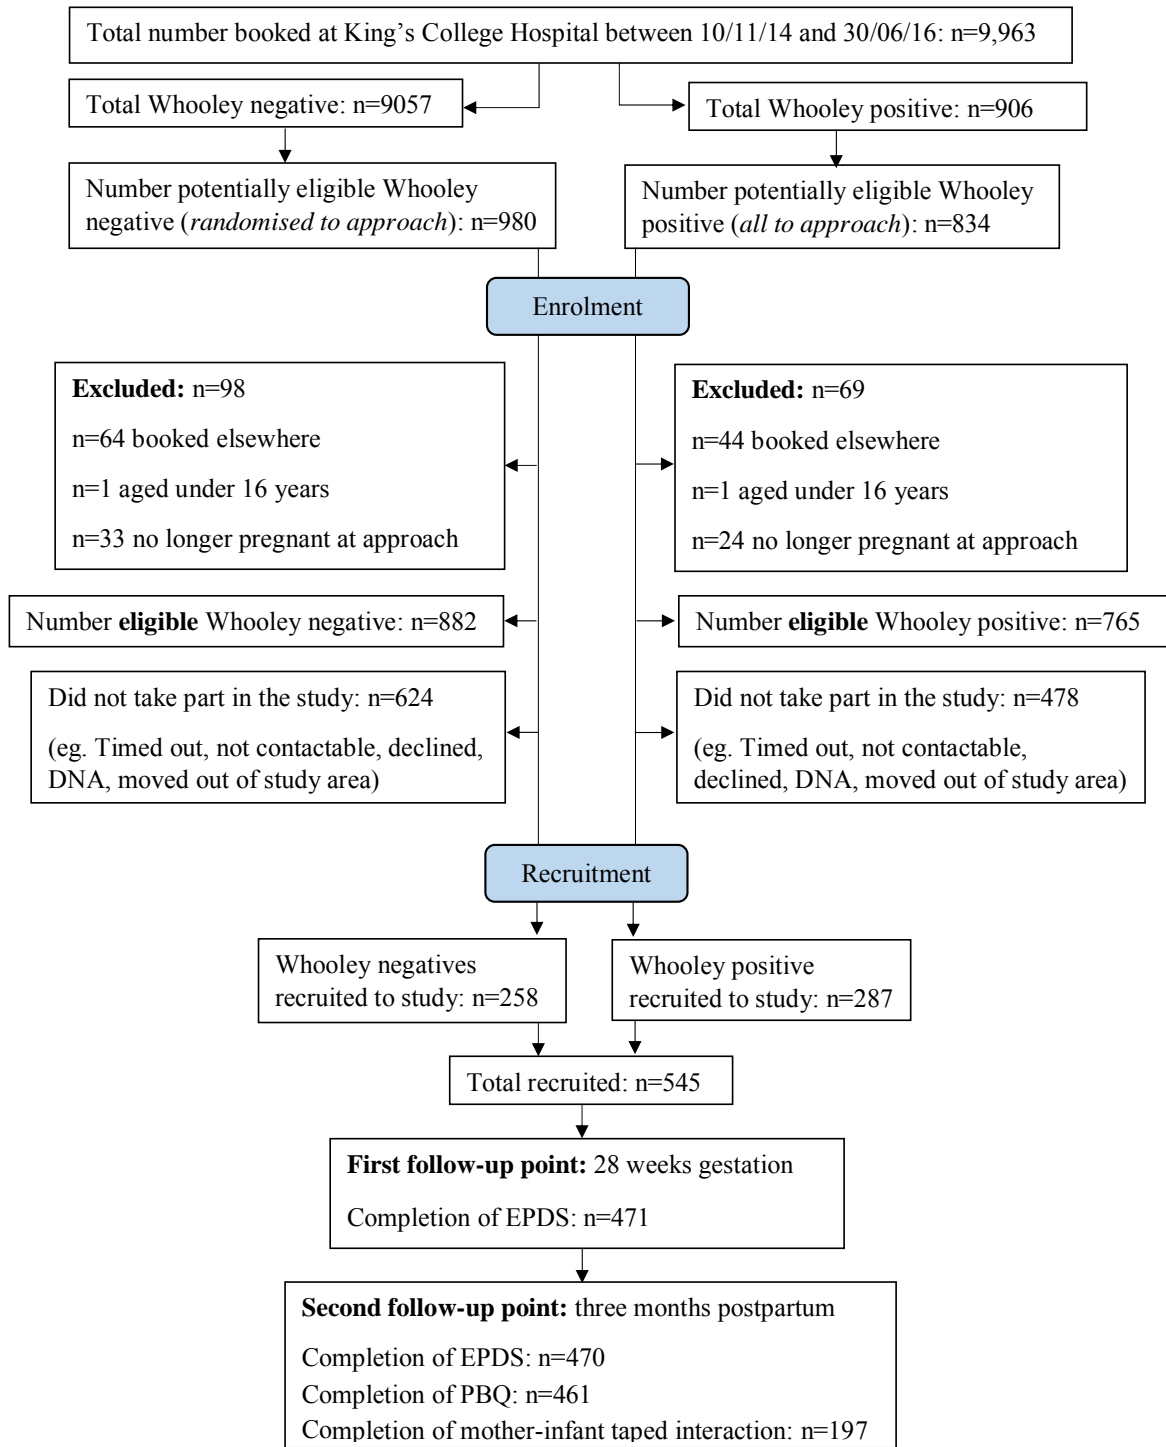 Total number booked at King’s College Hospital between 10/11/14 and 30/06/16: n=9,963
Total Whooley negative: n=9057
Total Whooley positive: n=906
Number potentially eligible Whooley
negative (randomised to approach): n=980
Number potentially eligible Whooley
positive (all to approach): n=834
Enrolment
Excluded: n=98
n=64 booked elsewhere
n=1 aged under 16 years
n=33 no longer pregnant at approach
Excluded: n=69
n=44 booked elsewhere
n=1 aged under 16 years
n=24 no longer pregnant at approach
Number eligible Whooley negative: n=882
Number eligible Whooley positive: n=765
Did not take part in the study: n=624
(eg. Timed out, not contactable, declined,
DNA, moved out of study area)
Did not take part in the study: n=478
(eg. Timed out, not contactable,
declined, DNA, moved out of study area)
Recruitment
Whooley negatives
recruited to study: n=258
Whooley positive
recruited to study: n=287
Total recruited: n=545
First follow-up point: 28 weeks gestation
Completion of EPDS: n=471
Second follow-up point: three months postpartum
Completion of EPDS: n=470
Completion of PBQ: n=461
Completion of mother-infant taped interaction: n=197